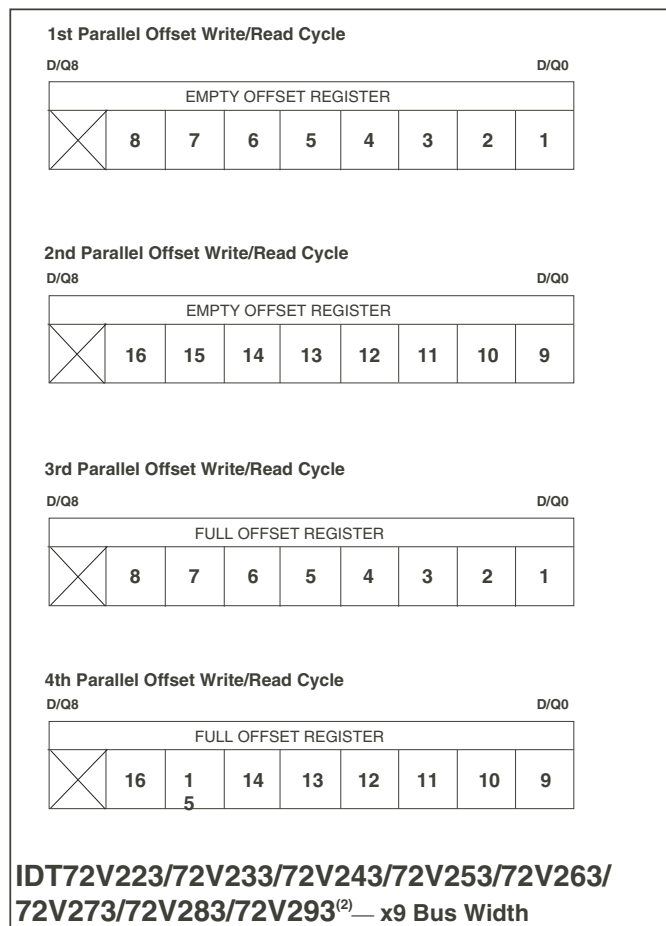 1st Parallel Offset Write/Read Cycle
D/Q8 D/Q0
EMPTY OFFSET REGISTER
8 7 6 5 4 3 2 1
2nd Parallel Offset Write/Read Cycle
D/Q8 D/Q0
EMPTY OFFSET REGISTER
16 15 14 13 12 11 10 9
3rd Parallel Offset Write/Read Cycle
D/Q8 D/Q0
FULL OFFSET REGISTER
8 7 6 5 4 3 2 1
4th Parallel Offset Write/Read Cycle
D/Q8 D/Q0
FULL OFFSET REGISTER
16 15 14 13 12 11 10 9
IDT72V223/72V233/72V243/72V253/72V263/
72V273/72V283/72V293(2)— x9 Bus Width